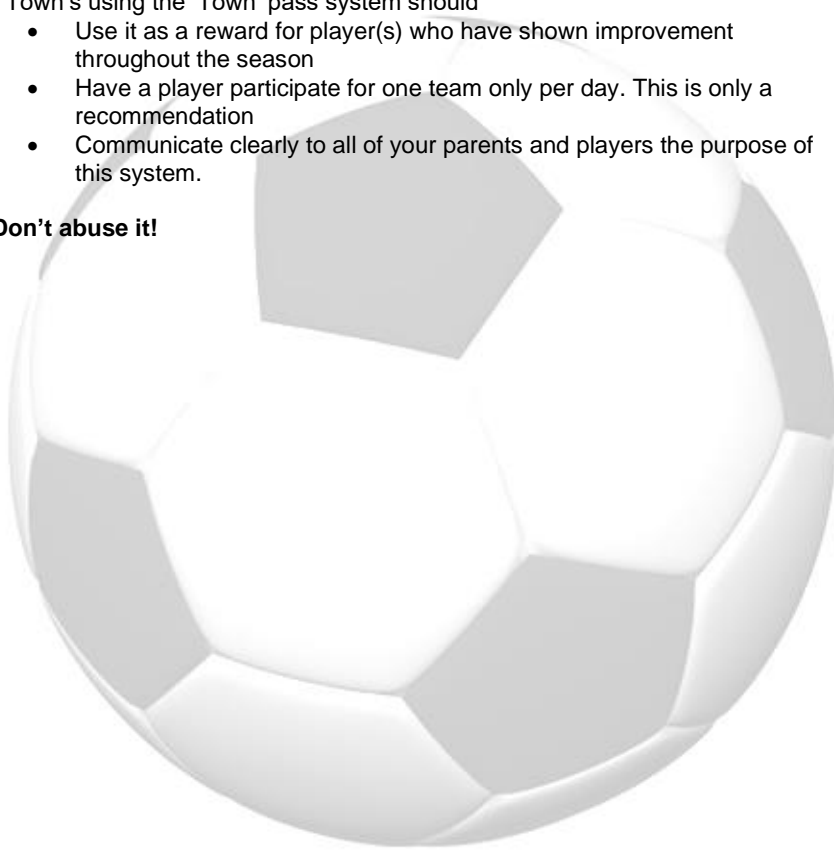 Town's using the 'Town' pass system should
• Use it as a reward for player(s) who have shown improvement
throughout the season
• Have a player participate for one team only per day. This is only a
recommendation
• Communicate clearly to all of your parents and players the purpose of
this system.
Don't abuse it!